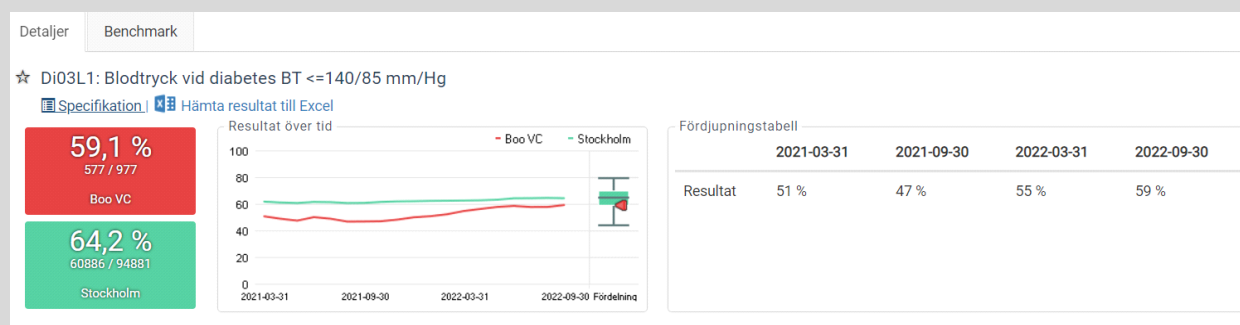 Detaljer Benchmark
Di03L1: Blodtryck vid diabetes BT <=140/85 mm/Hg
Specifikation | Hämta resultat till Excel
59,1 %
577 / 977
Boo VC
64,2 %
60886 / 94881
Stockholm
Resultat över tid
Boo VC Stockholm
100
80
60
40
20
0
2021-03-31 2021-09-30 2022-03-31 2022-09-30 Fördelning
Fördjupningstabell
2021-03-31 2021-09-30 2022-03-31 2022-09-30
Resultat 51 % 47 % 55 % 59 %